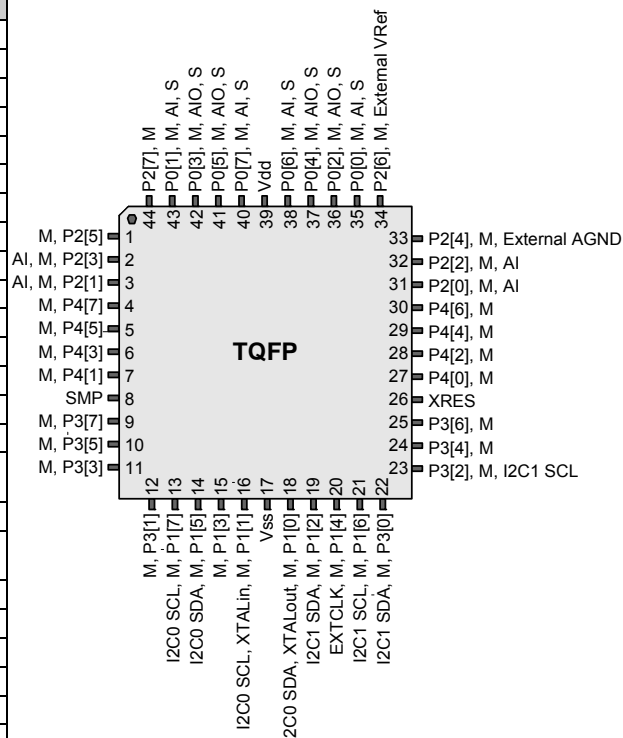 44 P2[7], M
43 P0[1], M, AI, S
42 P0[3], M, AIO, S
41 P0[5], M, AIO, S
40 P0[7], M, AI, S
39 Vdd
38 P0[6], M, AI, S
37 P0[4], M, AIO, S
36 P0[2], M, AIO, S
35 P0[0], M, AI, S
34 P2[6], M, External VRef
M, P2[5] 1
AI, M, P2[3] 2
AI, M, P2[1] 3
M, P4[7] 4
M, P4[5] 5
M, P4[3] 6
M, P4[1] 7
SMP 8
M, P3[7] 9
M, P3[5] 10
M, P3[3] 11
TQFP
33 P2[4], M, External AGND
32 P2[2], M, AI
31 P2[0], M, AI
30 P4[6], M
29 P4[4], M
28 P4[2], M
27 P4[0], M
26 XRES
25 P3[6], M
24 P3[4], M
23 P3[2], M, I2C1 SCL
M, P3[1] 12
I2C0 SCL, M, P1[7] 13
I2C0 SDA, M, P1[5] 14
M, P1[3] 15
I2C0 SCL, XTALin, M, P1[1] 16
Vss 17
2C0 SDA, XTALout, M, P1[0] 18
I2C1 SDA, M, P1[2] 19
EXTCLK, M, P1[4] 20
I2C1 SCL, M, P1[6] 21
I2C1 SDA, M, P3[0] 22